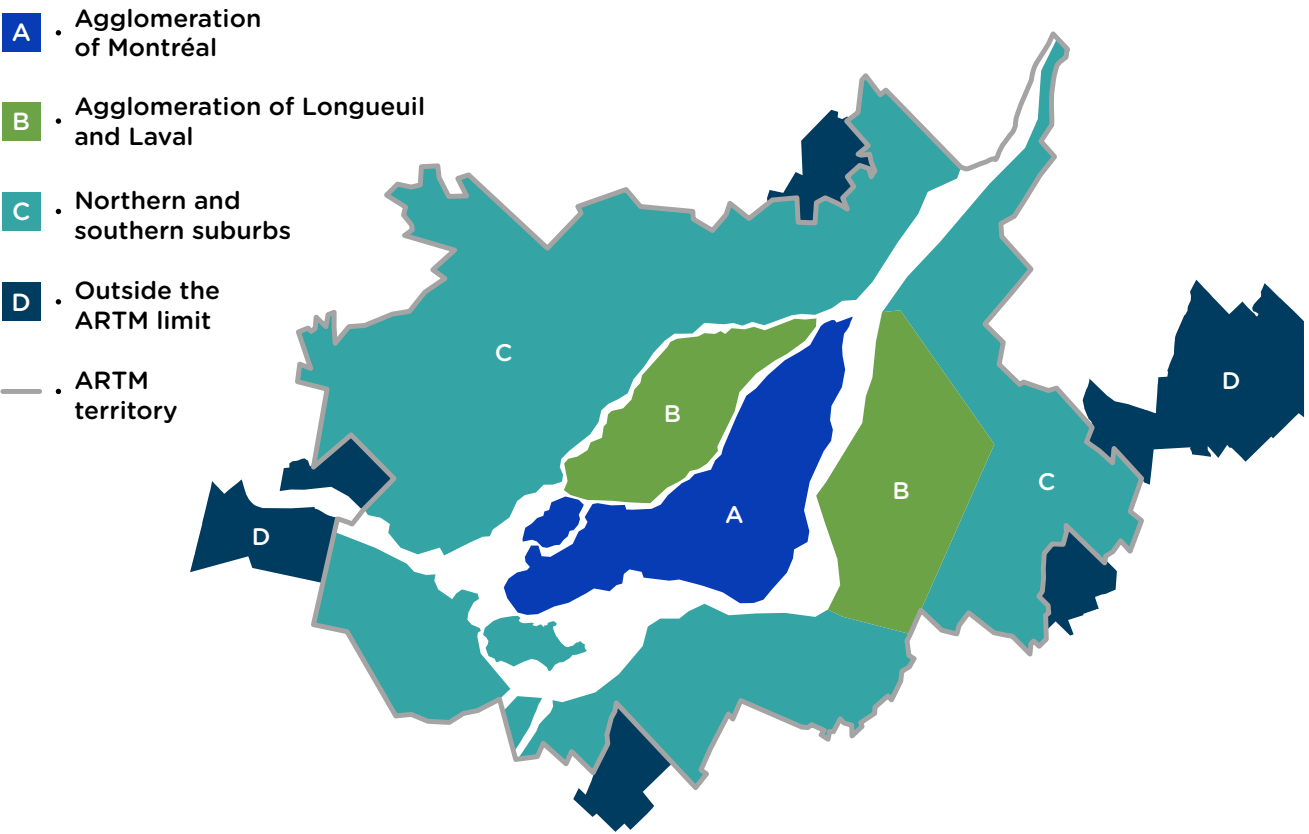 A • Agglomeration
of Montréal
B • Agglomeration of Longueuil
and Laval
C • Northern and
southern suburbs
D • Outside the
ARTM limit
• ARTM
territory
C
B
A
B
C
D
D